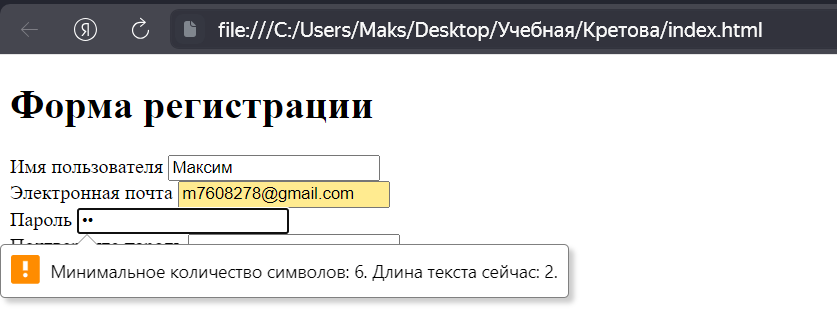 file:///C:/Users/Maks/Desktop/Учебная/Кретова/index.html
Форма регистрации
Имя пользователя Максим
Электронная почта m7608278@gmail.com
Пароль ••
Минимальное количество символов: 6. Длина текста сейчас: 2.